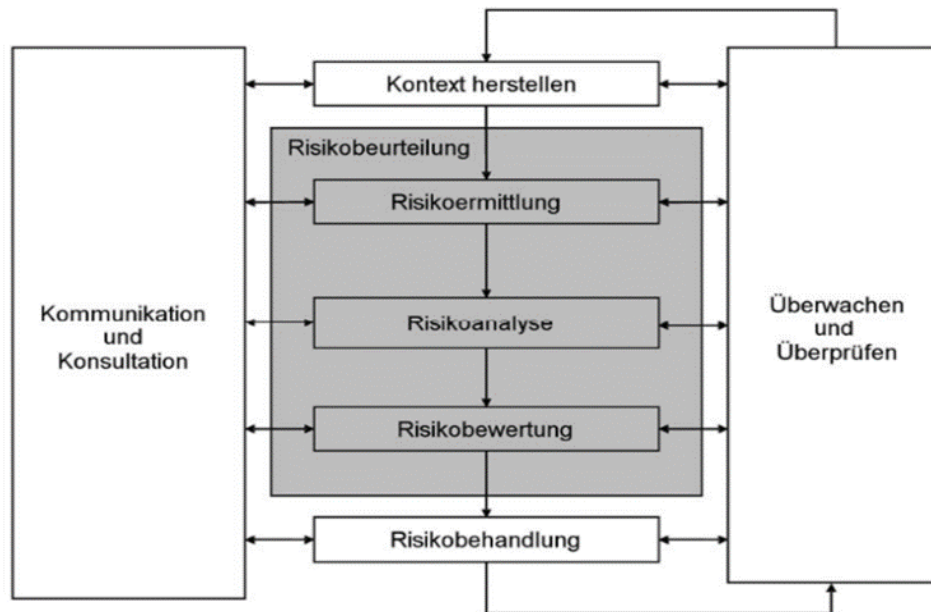 Kontext herstellen
Risikobeurteilung
Risikoermittlung
Kommunikation
und
Konsultation
Risikoanalyse
Überwachen
und
Überprüfen
Risikobewertung
Risikobehandlung